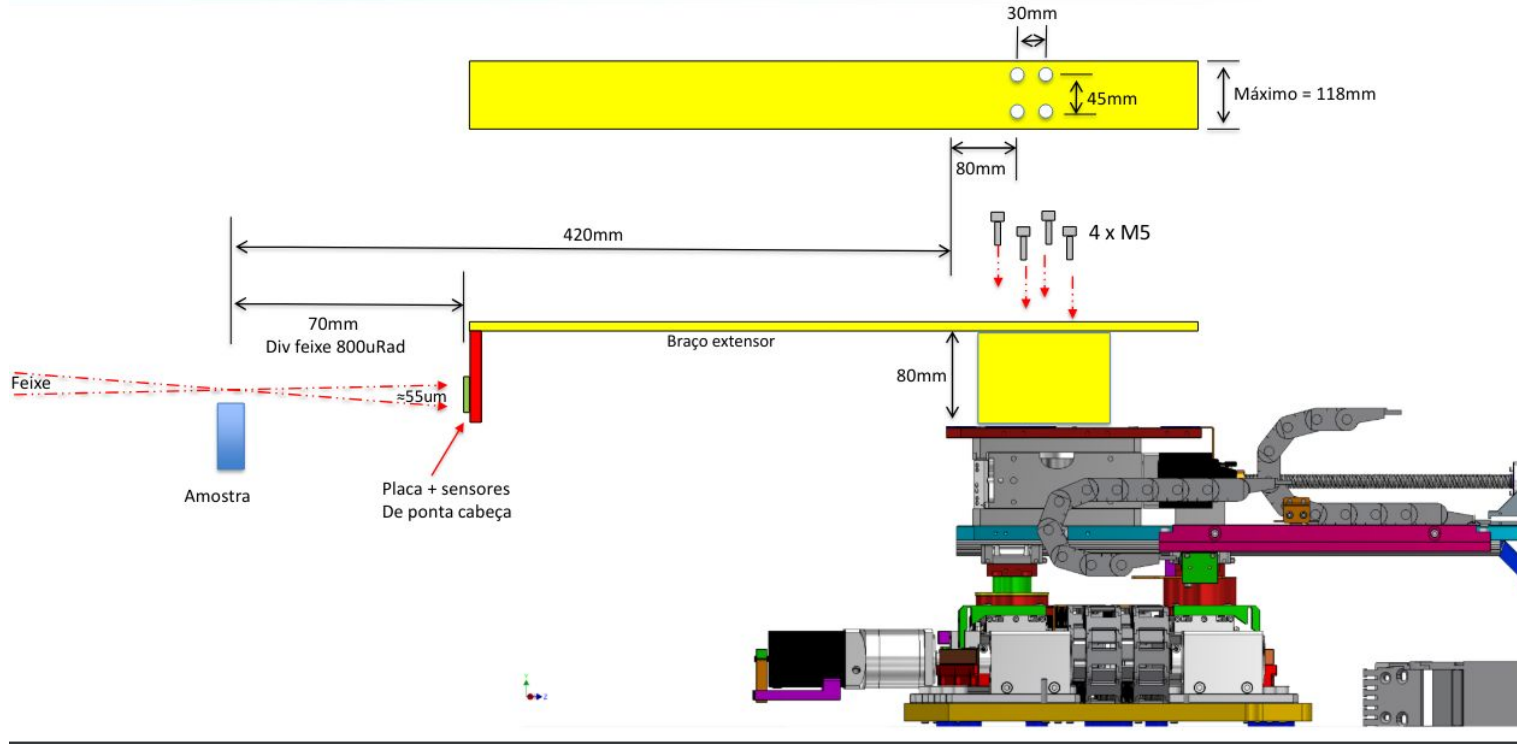 30mm
45mm
Máximo = 118mm
80mm
420mm
4 x M5
70mm
Div feixe 800uRad
Braço extensor
Feixe
≈55um
80mm
Amostra
Placa + sensores
De ponta cabeça
Y
Z